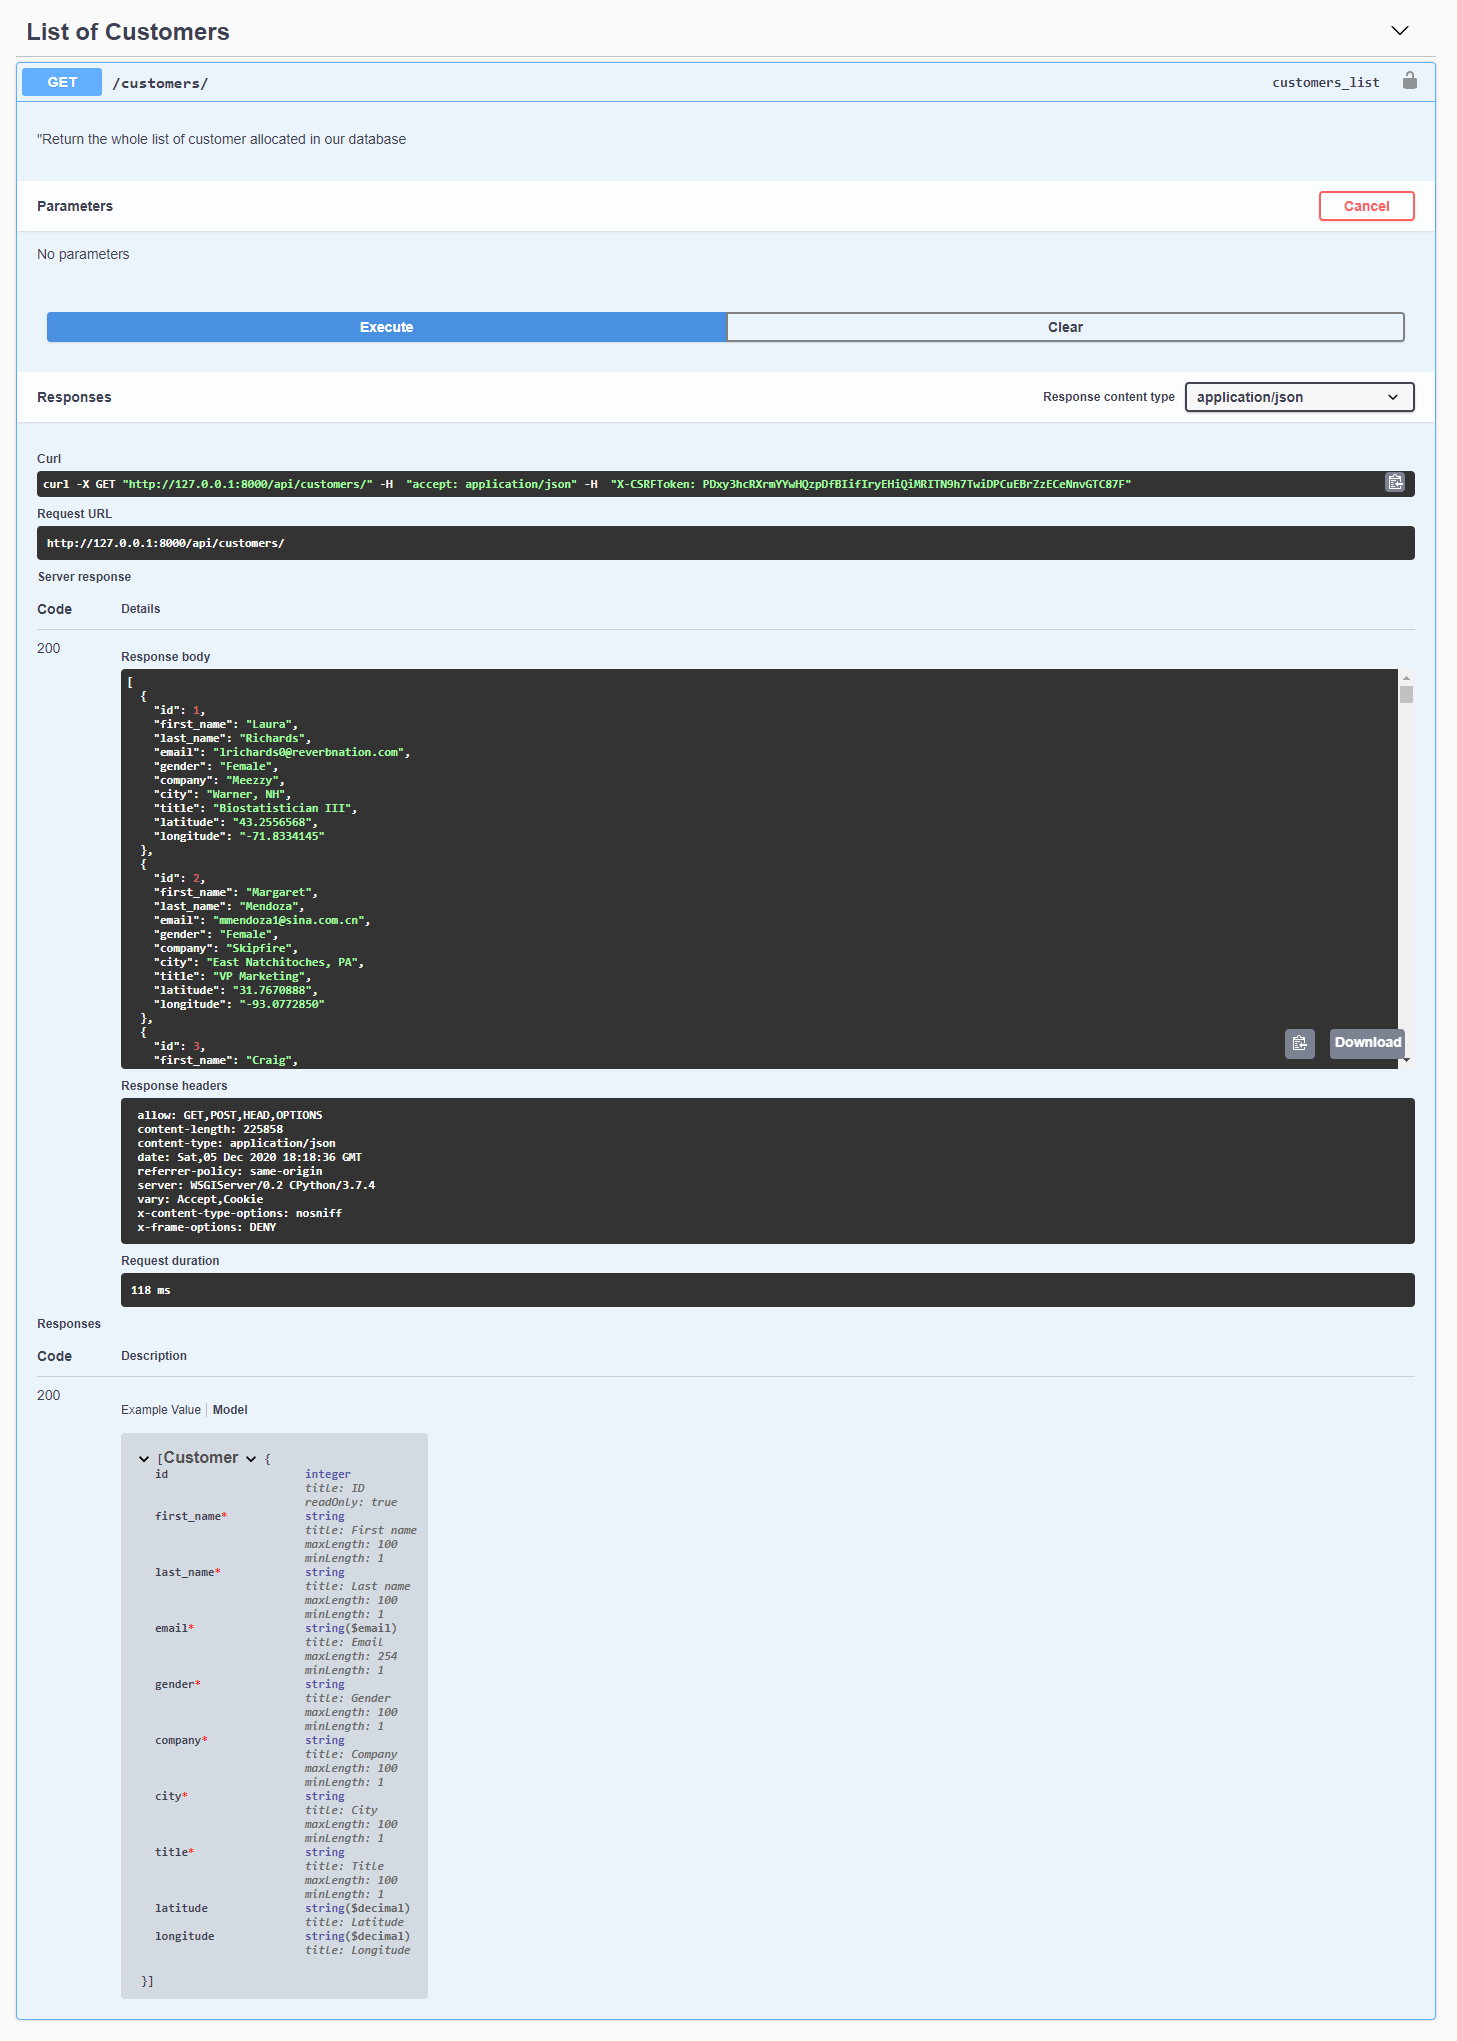 List of Customers
GET /customers/ customers_list
"Return the whole list of customer allocated in our database
Parameters Cancel
No parameters
Execute Clear
Responses Response content type application/json
Curl
curl -X GET "http://127.0.0.1:8000/api/customers/" -H  "accept: application/json" -H  "X-CSRFToken: PDxy3hcRXrmYYwHQzpDfBIifIryEHiQiMRITN9h7TwiDPCuEBrZzECeNnvGTC87F"
Request URL
http://127.0.0.1:8000/api/customers/
Server response
Code Details
200
Response body
[
  {
    "id": 1,
    "first_name": "Laura",
    "last_name": "Richards",
    "email": "lrichards0@reverbnation.com",
    "gender": "Female",
    "company": "Meezzy",
    "city": "Warner, NH",
    "title": "Biostatistician III",
    "latitude": "43.2556568",
    "longitude": "-71.8334145"
  },
  {
    "id": 2,
    "first_name": "Margaret",
    "last_name": "Mendoza",
    "email": "mmendoza1@sina.com.cn",
    "gender": "Female",
    "company": "Skipfire",
    "city": "East Natchitoches, PA",
    "title": "VP Marketing",
    "latitude": "31.7670888",
    "longitude": "-93.0772850"
  },
  {
    "id": 3,
    "first_name": "Craig",
Download
Response headers
allow: GET,POST,HEAD,OPTIONS
content-length: 225858
content-type: application/json
date: Sat,05 Dec 2020 18:18:36 GMT
referrer-policy: same-origin
server: WSGIServer/0.2 CPython/3.7.4
vary: Accept,Cookie
x-content-type-options: nosniff
x-frame-options: DENY
Request duration
118 ms
Responses
Code Description
200
Example Value Model
[Customer {
id integer
title: ID
readOnly: true
first_name* string
title: First name
maxLength: 100
minLength: 1
last_name* string
title: Last name
maxLength: 100
minLength: 1
email* string($email)
title: Email
maxLength: 254
minLength: 1
gender* string
title: Gender
maxLength: 100
minLength: 1
company* string
title: Company
maxLength: 100
minLength: 1
city* string
title: City
maxLength: 100
minLength: 1
title* string
title: Title
maxLength: 100
minLength: 1
latitude string($decimal)
title: Latitude
longitude string($decimal)
title: Longitude
}]